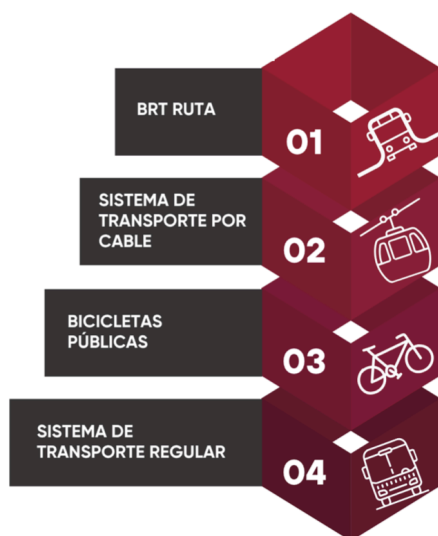 BRT RUTA
01
SISTEMA DE
TRANSPORTE POR
CABLE
02
BICICLETAS
PÚBLICAS
03
SISTEMA DE
TRANSPORTE REGULAR
04